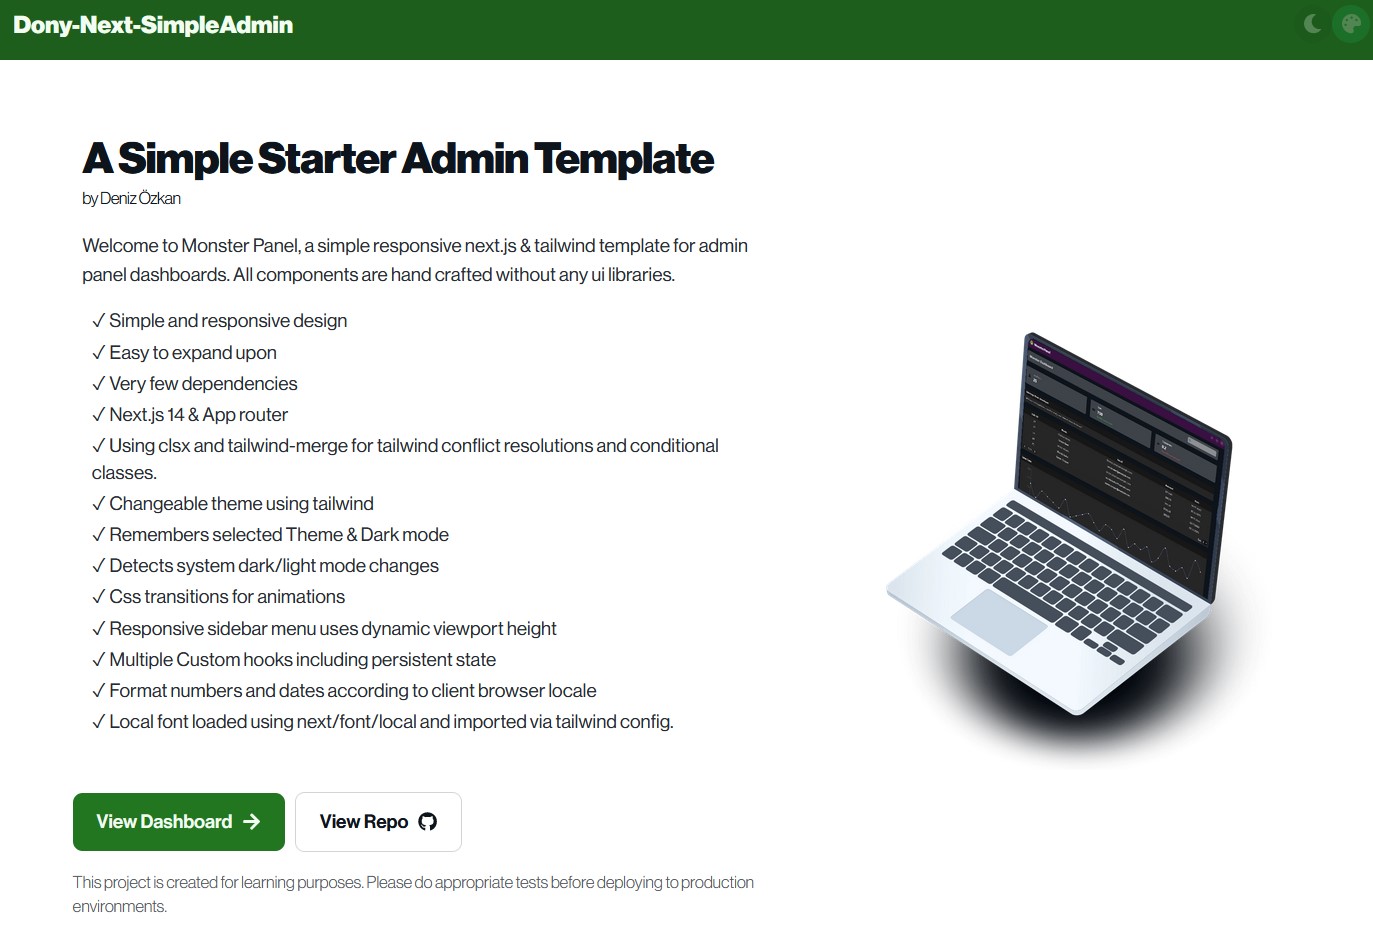 Dony-Next-SimpleAdmin
A Simple Starter Admin Template
by Deniz Özkan
Welcome to Monster Panel, a simple responsive next.js & tailwind template for admin
panel dashboards. All components are hand crafted without any ui libraries.
✓ Simple and responsive design
✓ Easy to expand upon
✓ Very few dependencies
✓ Next.js 14 & App router
✓ Using clsx and tailwind-merge for tailwind conflict resolutions and conditional
classes.
✓ Changeable theme using tailwind
✓ Remembers selected Theme & Dark mode
✓ Detects system dark/light mode changes
✓ Css transitions for animations
✓ Responsive sidebar menu uses dynamic viewport height
✓ Multiple Custom hooks including persistent state
✓ Format numbers and dates according to client browser locale
✓ Local font loaded using next/font/local and imported via tailwind config.
View Dashboard →
View Repo
This project is created for learning purposes. Please do appropriate tests before deploying to production
environments.